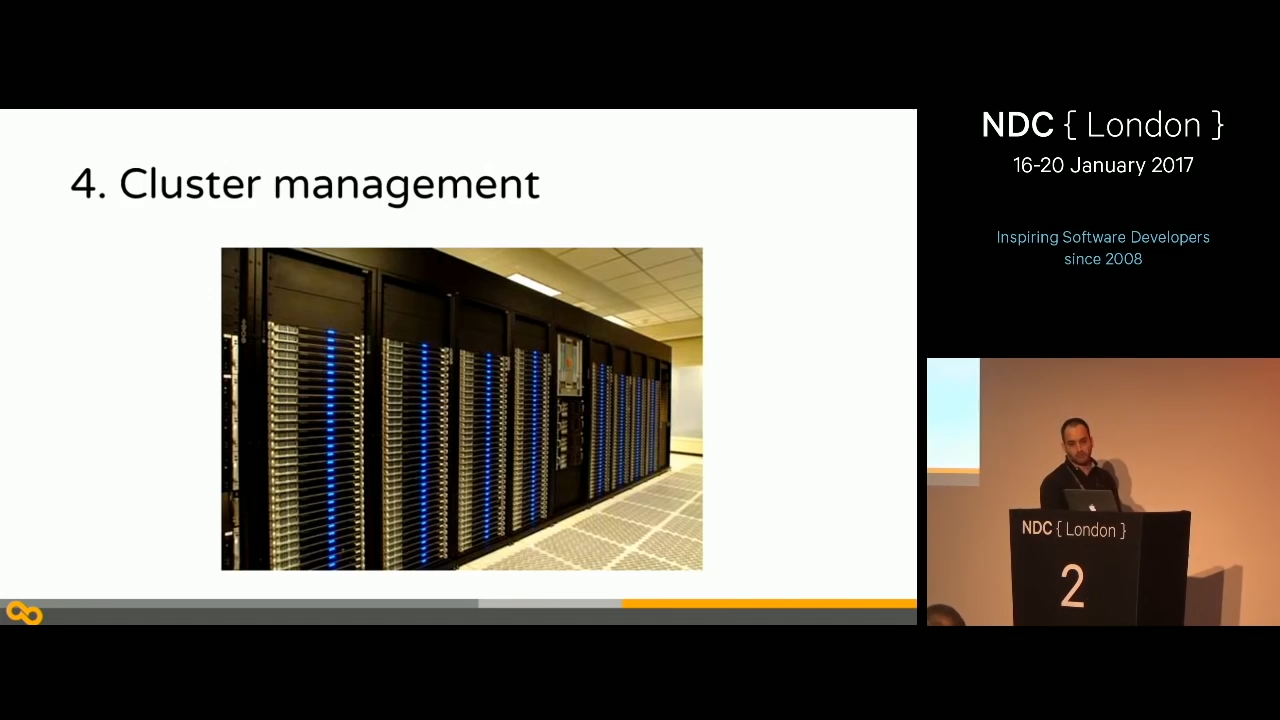 4. Cluster management
NDC { London }
16-20 January 2017
Inspiring Software Developers
since 2008
NDC { London }
2